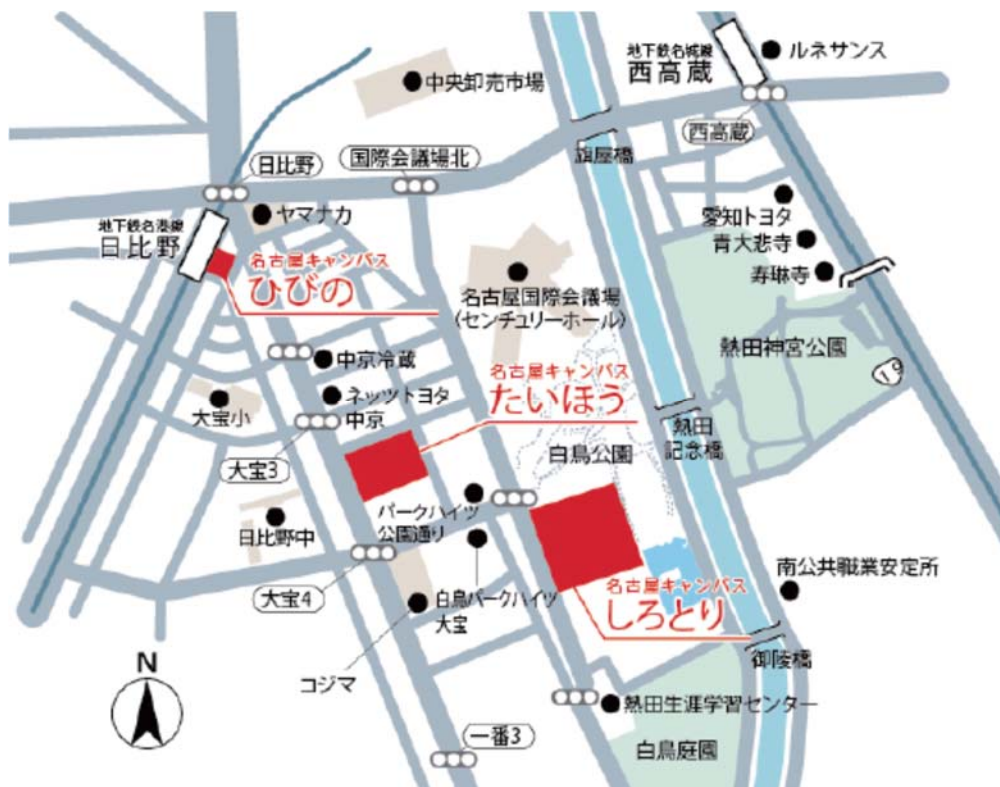 地下鉄名城線
西高蔵
ルネサンス
中央卸売市場
西高蔵
旗屋橋
国際会議場北
日比野
ヤマナカ
地下鉄名港線
日比野
愛知トヨタ
青大悲寺
寿琳寺
名古屋キャンパス
ひびの
名古屋国際会議場
(センチュリーホール)
熱田神宮公園
19
中京冷蔵
名古屋キャンパス
たいほう
ネッツトヨタ
中京
大宝小
熱田
記念橋
白鳥公園
大宝3
パークハイツ
公園通り
日比野中
南公共職業安定所
名古屋キャンパス
しろとり
大宝4
白鳥パークハイツ
大宝
御陵橋
コジマ
N
熱田生涯学習センター
一番3
白鳥庭園